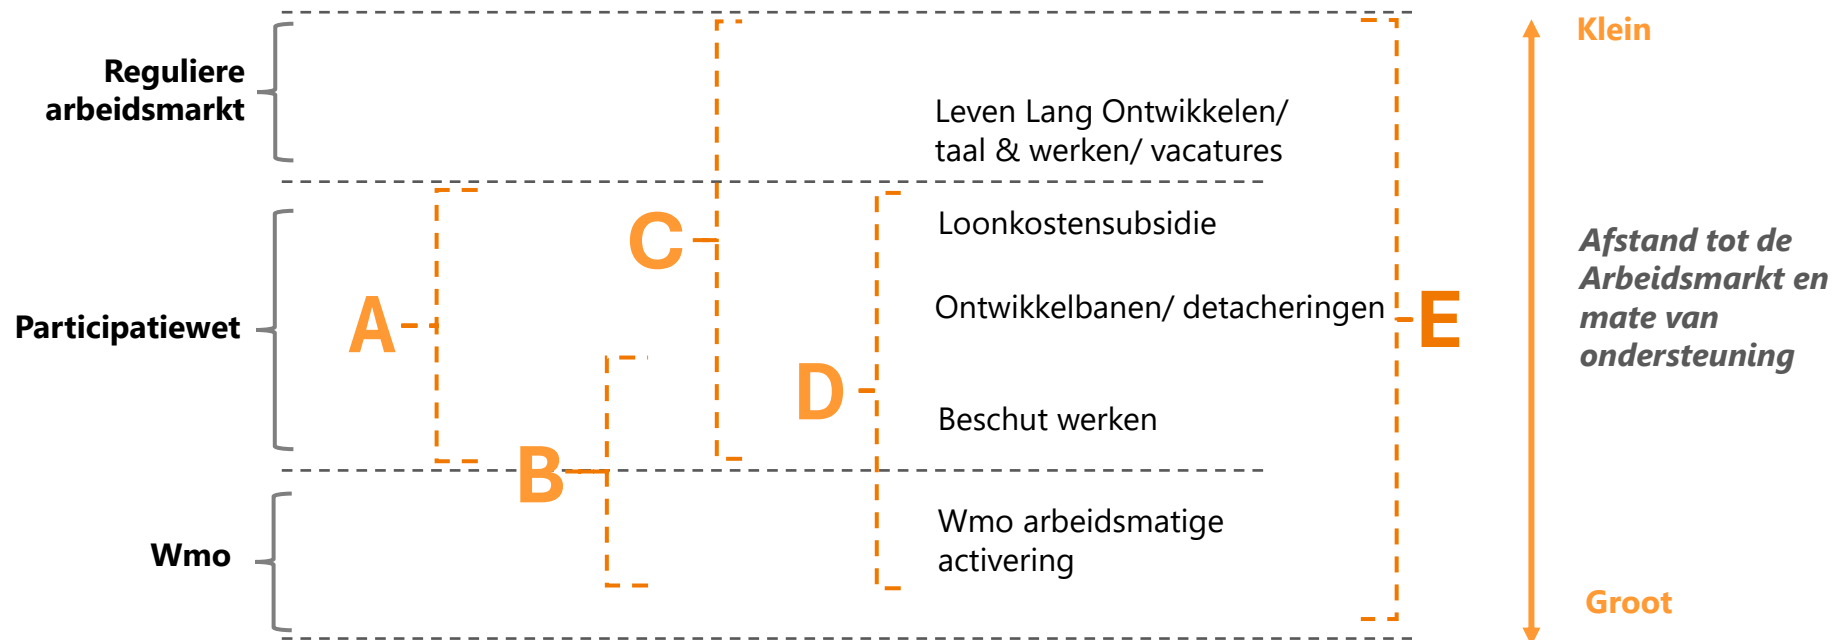 Reguliere
arbeidsmarkt
Participatiewet
Wmo
A
B
C
D
Leven Lang Ontwikkelen/
taal & werken/ vacatures
Loonkostensubsidie
Ontwikkelbanen/ detacheringen
Beschut werken
Wmo arbeidsmatige
activering
E
Klein
Afstand tot de
Arbeidsmarkt en
mate van
ondersteuning
Groot